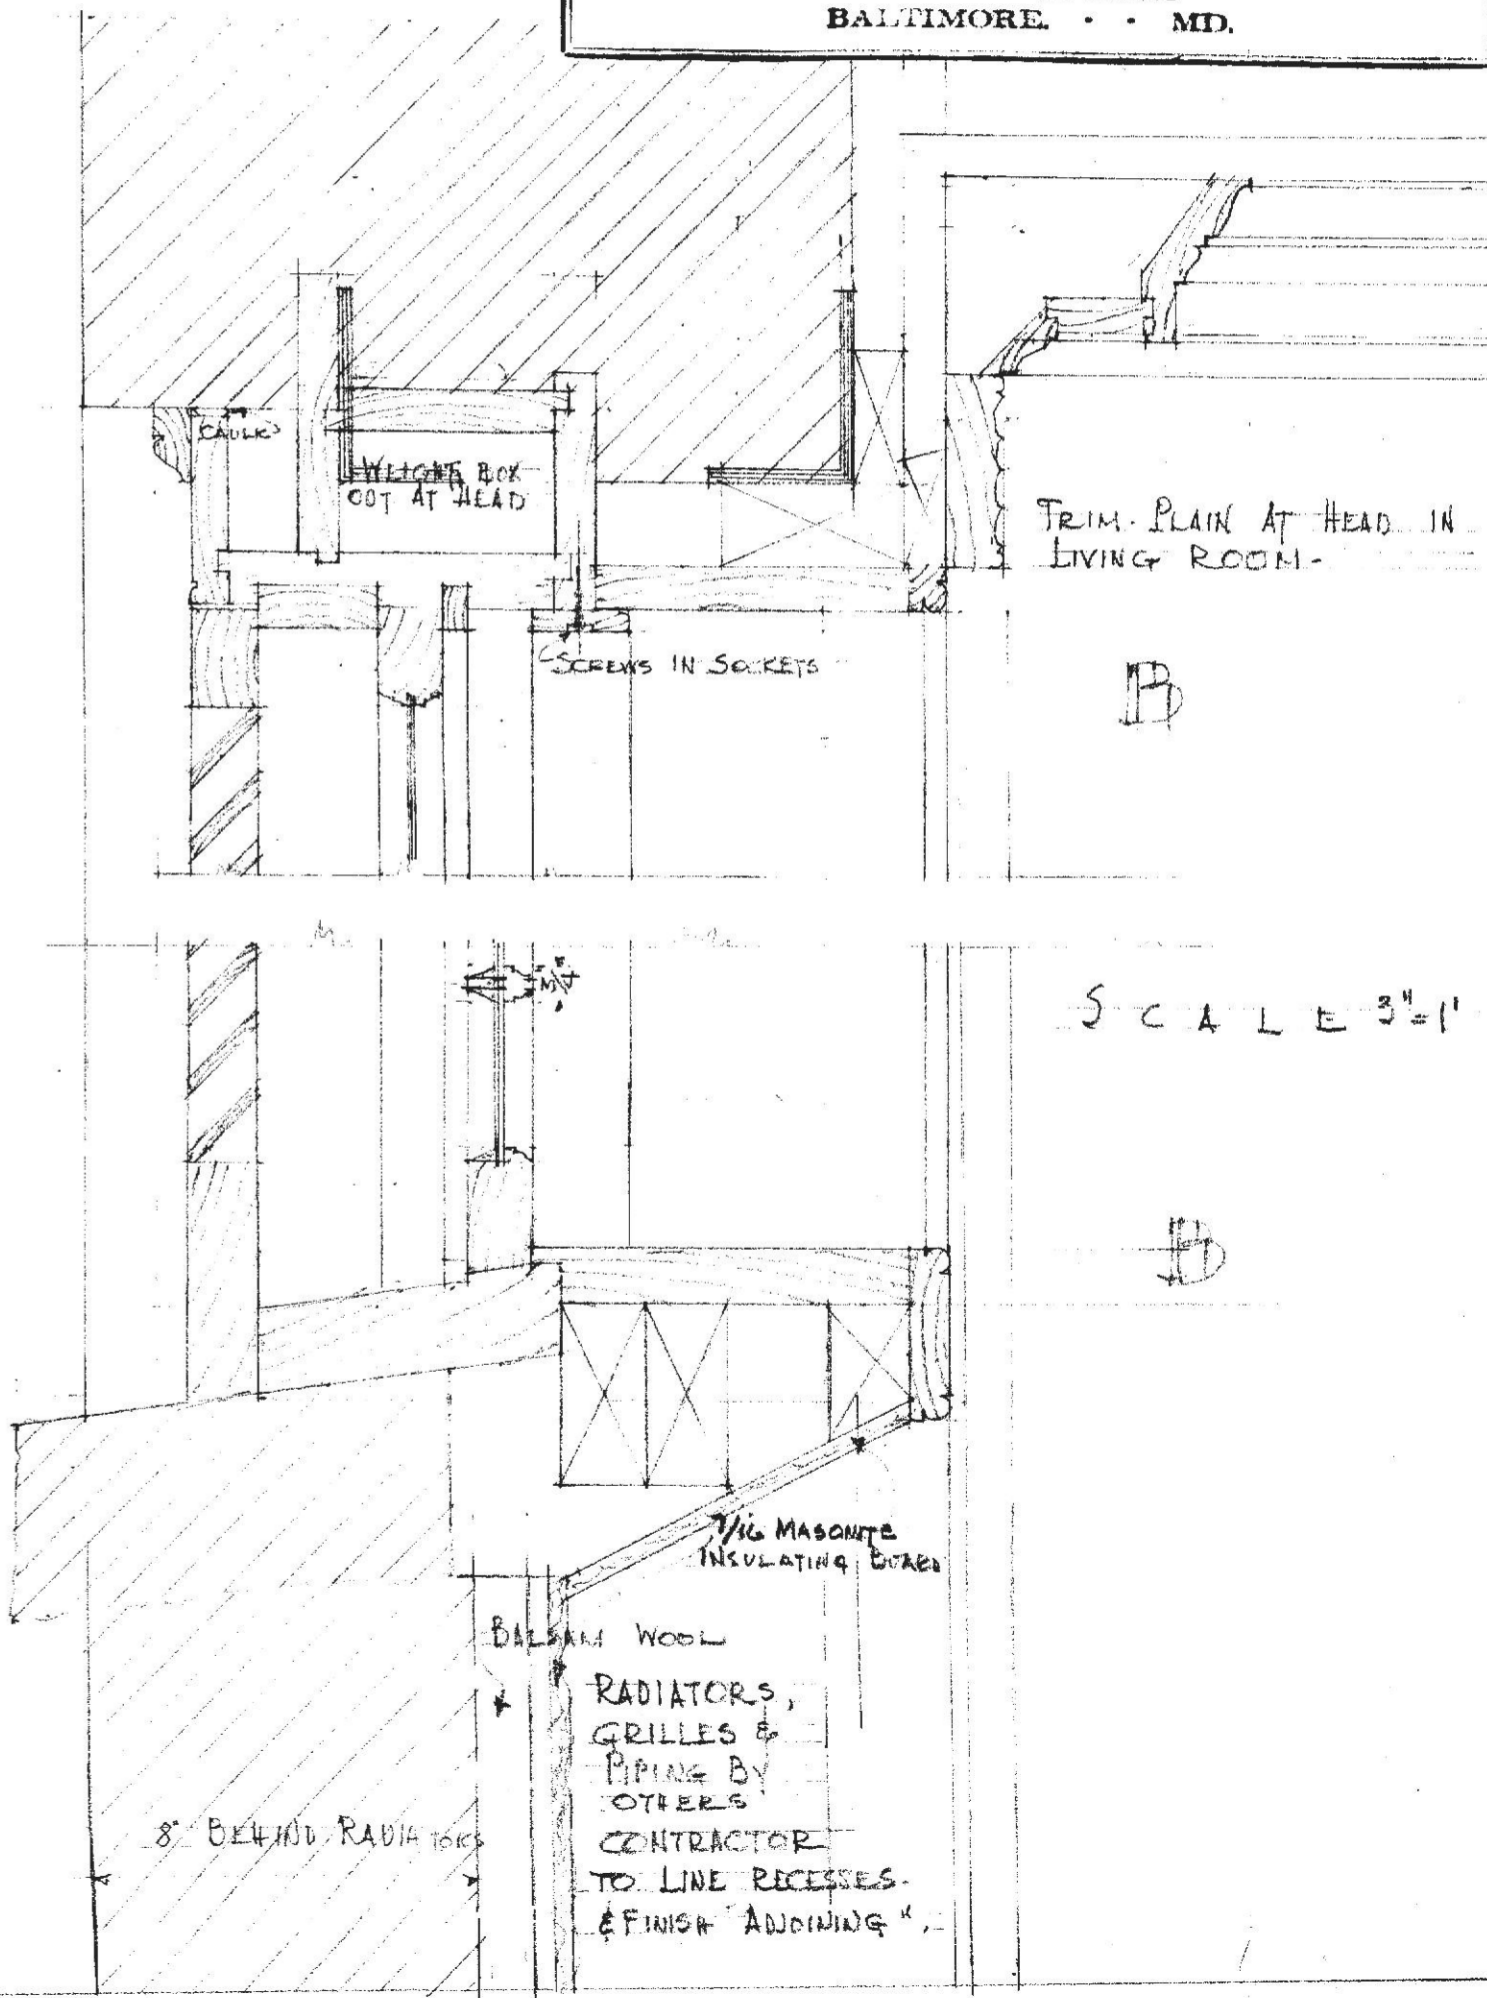 BALTIMORE. · · MD.
CAULK
WEIGHT BOX
OUT AT HEAD
TRIM. PLAIN AT HEAD IN
LIVING ROOM-
SCREWS IN SOCKETS
B
SCALE 3"=1'
B
7/16 MASONITE
INSULATING BOARD
BALSAM WOOL
RADIATORS,
GRILLES &
PIPING BY
OTHERS
CONTRACTOR
TO LINE RECESSES.
& FINISH ADJOINING ".
8" BEHIND RADIATORS